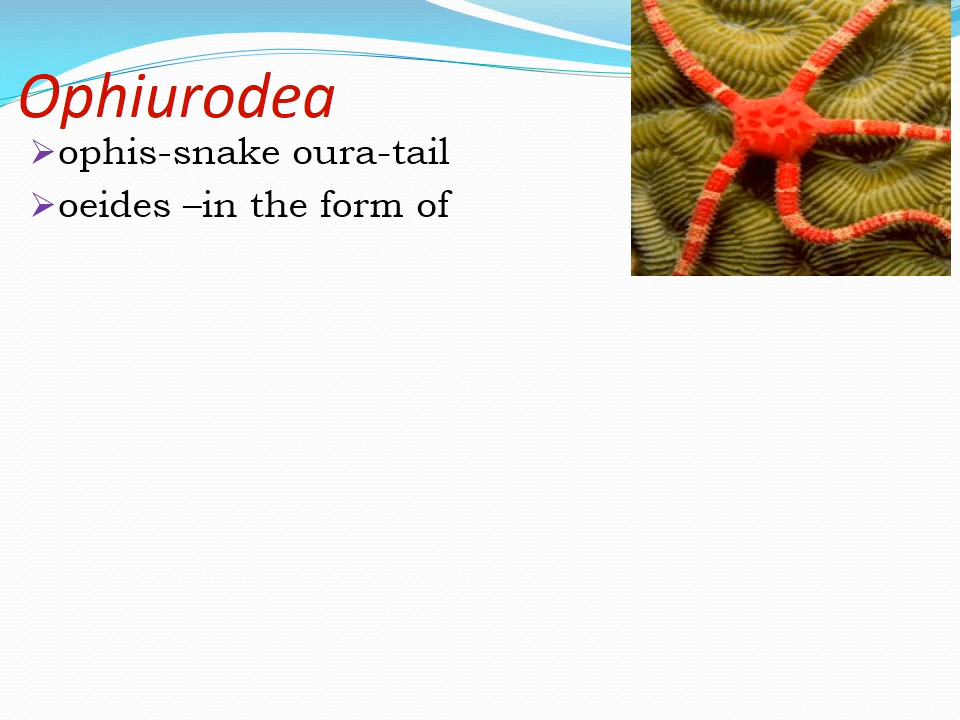 Ophiurodea
ophis-snake oura-tail
oeides –in the form of